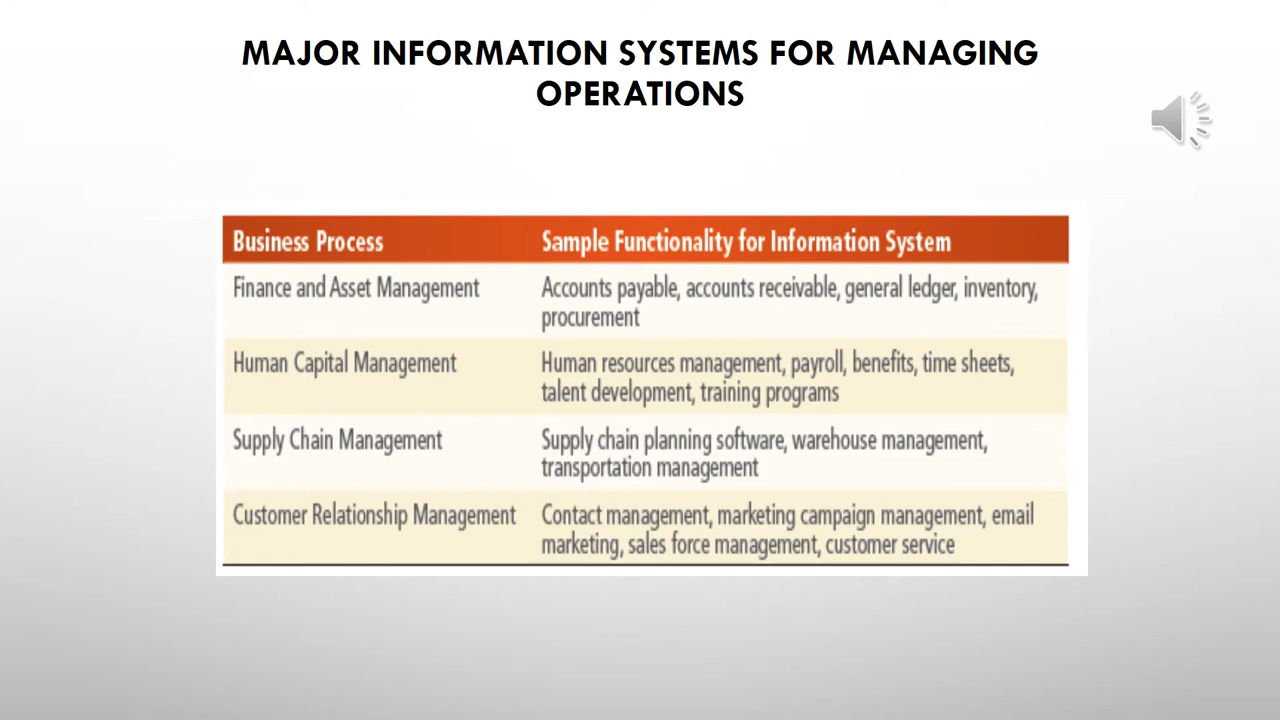 MAJOR INFORMATION SYSTEMS FOR MANAGING
OPERATIONS
Business Process Sample Functionality for Information System
Finance and Asset Management Accounts payable, accounts receivable, general ledger, inventory,
procurement
Human Capital Management Human resources management, payroll, benefits, time sheets,
talent development, training programs
Supply Chain Management Supply chain planning software, warehouse management,
transportation management
Customer Relationship Management Contact management, marketing campaign management, email
marketing, sales force management, customer service